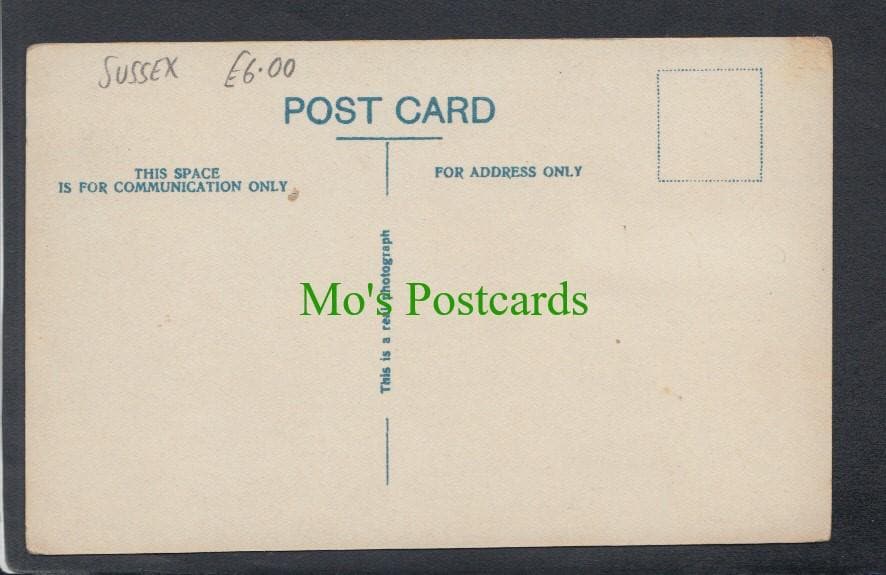 SUSSEX £6.00
POST CARD
THIS SPACE
IS FOR COMMUNICATION ONLY
FOR ADDRESS ONLY
This is a real photograph
Mo's Postcards